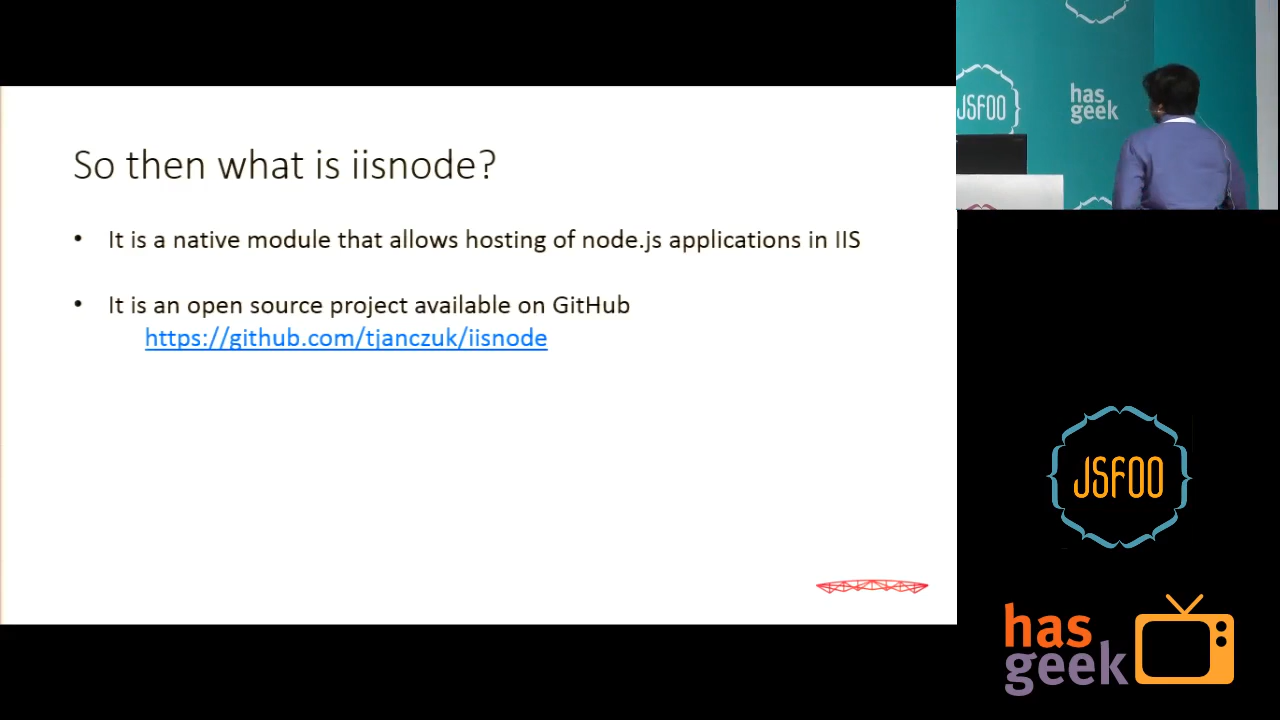 So then what is iisnode?
• It is a native module that allows hosting of node.js applications in IIS
• It is an open source project available on GitHub
https://github.com/tjanczuk/iisnode
JSFOO
has
geek
JSFOO
has
geek